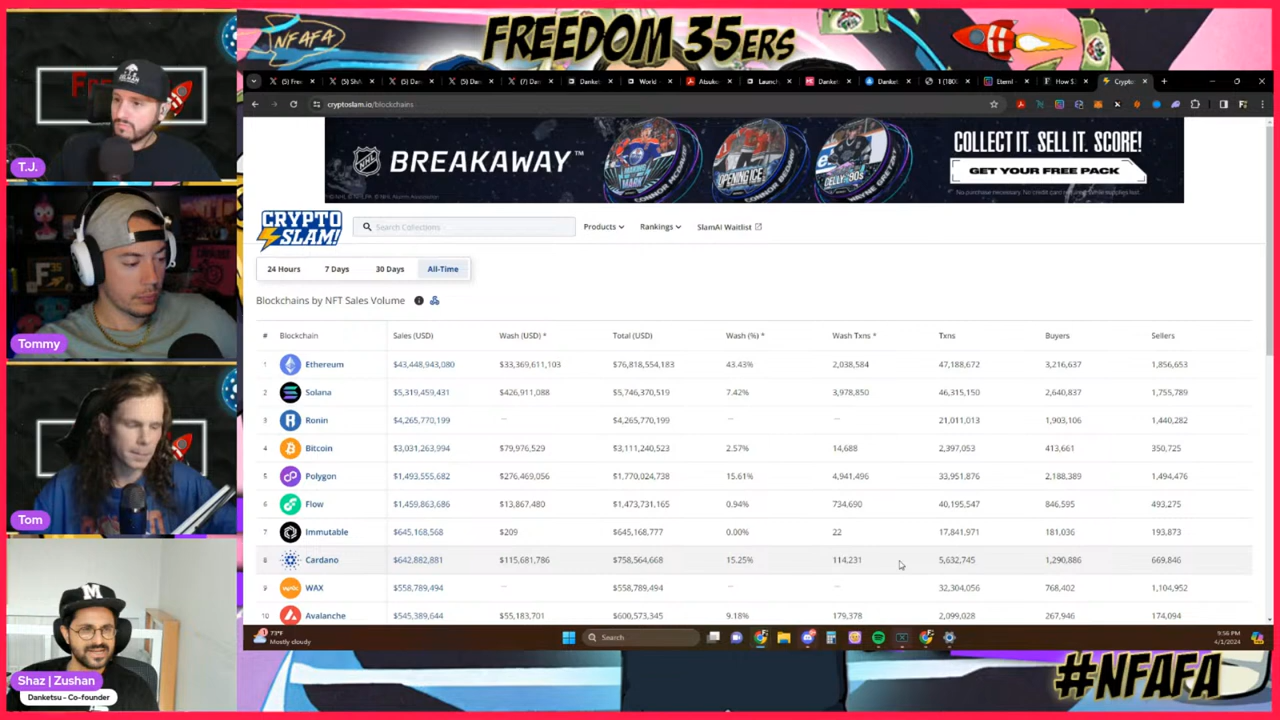 NFAFA
FREEDOM 35ERS
cryptoslam.io/blockchains
NHL BREAKAWAY™
COLLECT IT. SELL IT. SCORE!
GET YOUR FREE PACK
CRYPTO SLAM!
Search Collections
Products
Rankings
SlamAI Waitlist
24 Hours
7 Days
30 Days
All-Time
Blockchains by NFT Sales Volume
# Blockchain Sales (USD) Wash (USD) * Total (USD) Wash (%) * Wash Txns * Txns Buyers Sellers
1 Ethereum $43,448,943,080 $33,369,611,103 $76,818,554,183 43.43% 2,038,584 47,188,672 3,216,637 1,856,653
2 Solana $5,319,459,431 $426,911,088 $5,746,370,519 7.42% 3,978,850 46,315,150 2,640,837 1,755,789
3 Ronin $4,265,770,199 — $4,265,770,199 — — 21,011,013 1,903,106 1,440,282
4 Bitcoin $3,031,263,994 $79,976,529 $3,111,240,523 2.57% 14,688 2,397,053 413,661 350,725
5 Polygon $1,493,555,682 $276,469,056 $1,770,024,738 15.61% 4,941,496 33,951,876 2,188,389 1,494,476
6 Flow $1,459,863,686 $13,867,480 $1,473,731,165 0.94% 734,690 40,195,547 846,595 493,275
7 Immutable $645,168,568 $209 $645,168,777 0.00% 22 17,841,971 181,036 193,873
8 Cardano $642,882,881 $115,681,786 $758,564,668 15.25% 114,231 5,632,745 1,290,886 669,846
9 WAX $558,789,494 — $558,789,494 — — 32,304,056 768,402 1,104,952
10 Avalanche $545,389,644 $55,183,701 $600,573,345 9.18% 179,378 2,099,028 267,946 174,094
73°F
Mostly cloudy
Search
9:56 PM
4/1/2024
T.J.
Tommy
Tom
Shaz | Zushan
Danketsu - Co-founder
#NFAFA